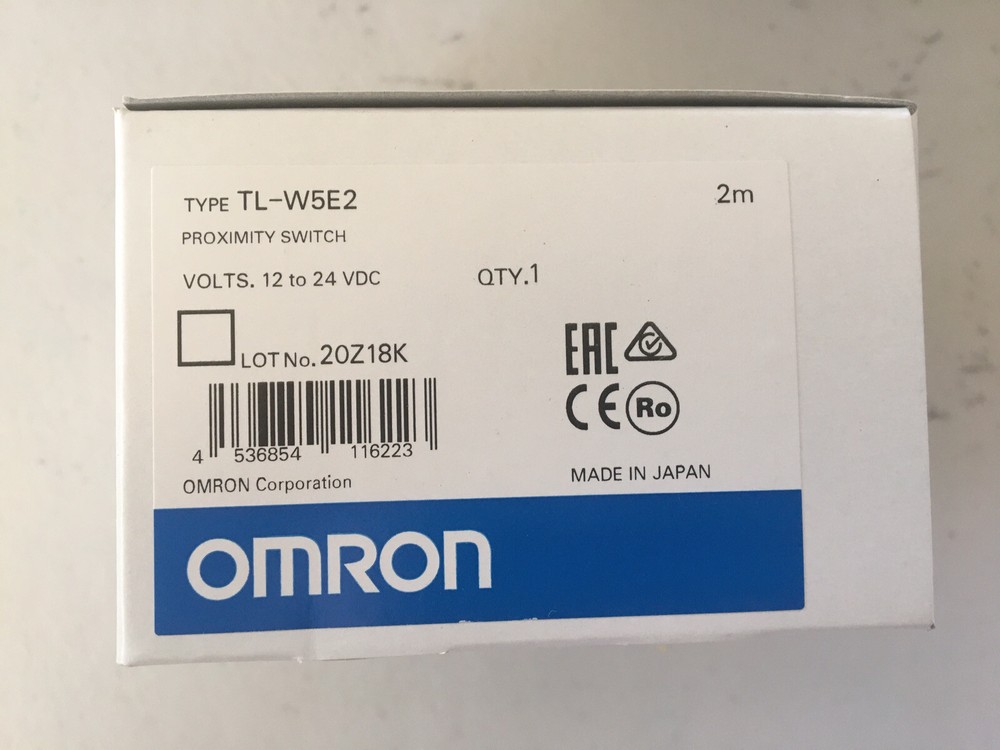 TYPE TL-W5E2 2m
PROXIMITY SWITCH
VOLTS. 12 to 24 VDC QTY.1
LOT No. 20Z18K
EAC
CE Ro
4 536854 116223
OMRON Corporation MADE IN JAPAN
OMRON